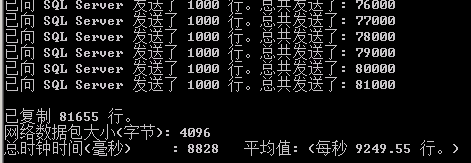 已向 SQL Server 发送了 1000 行。总共发送了: 76000
已向 SQL Server 发送了 1000 行。总共发送了: 77000
已向 SQL Server 发送了 1000 行。总共发送了: 78000
已向 SQL Server 发送了 1000 行。总共发送了: 79000
已向 SQL Server 发送了 1000 行。总共发送了: 80000
已向 SQL Server 发送了 1000 行。总共发送了: 81000
已复制 81655 行。
网络数据包大小(字节): 4096
总时钟时间(毫秒)     : 8828   平均值: (每秒 9249.55 行。)